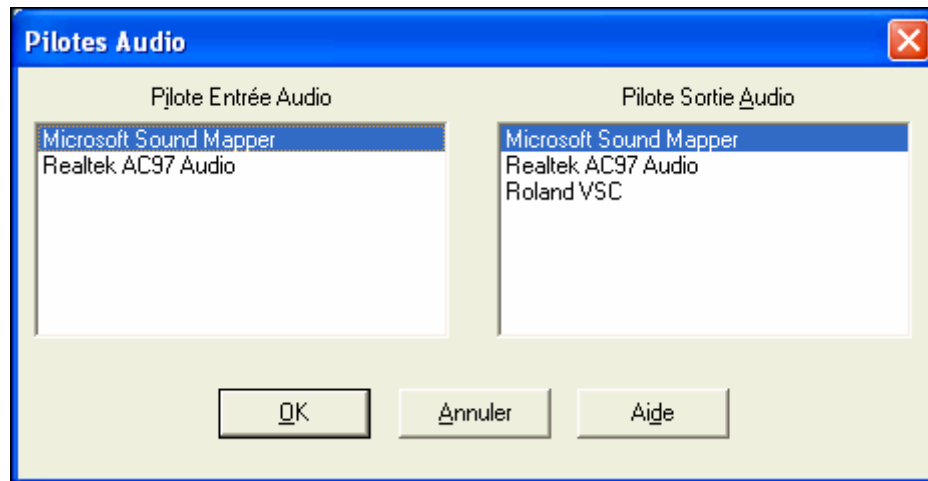 Pilotes Audio
Pilote Entrée Audio
Microsoft Sound Mapper
Realtek AC97 Audio
Pilote Sortie Audio
Microsoft Sound Mapper
Realtek AC97 Audio
Roland VSC
OK
Annuler
Aide